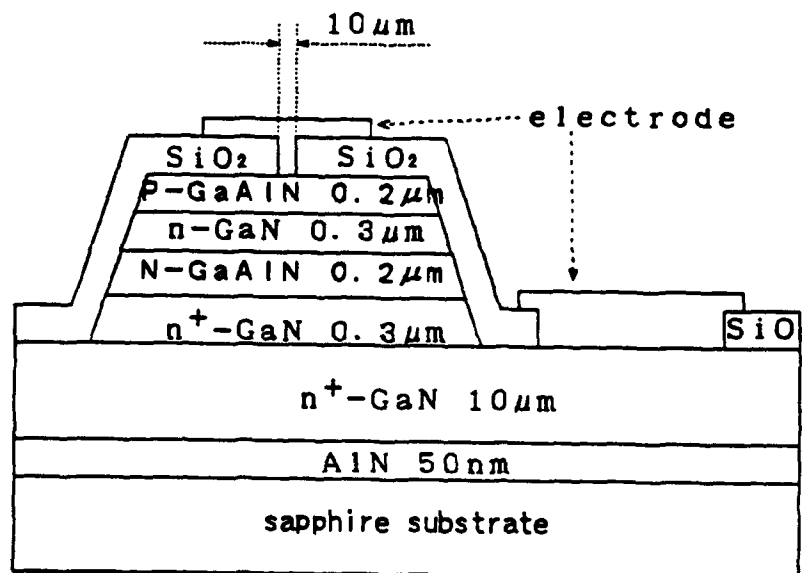 10μm
electrode
SiO₂ SiO₂
P-GaAlN 0.2μm
n-GaN 0.3μm
N-GaAlN 0.2μm
n⁺-GaN 0.3μm
SiO
n⁺-GaN 10μm
AlN 50nm
sapphire substrate